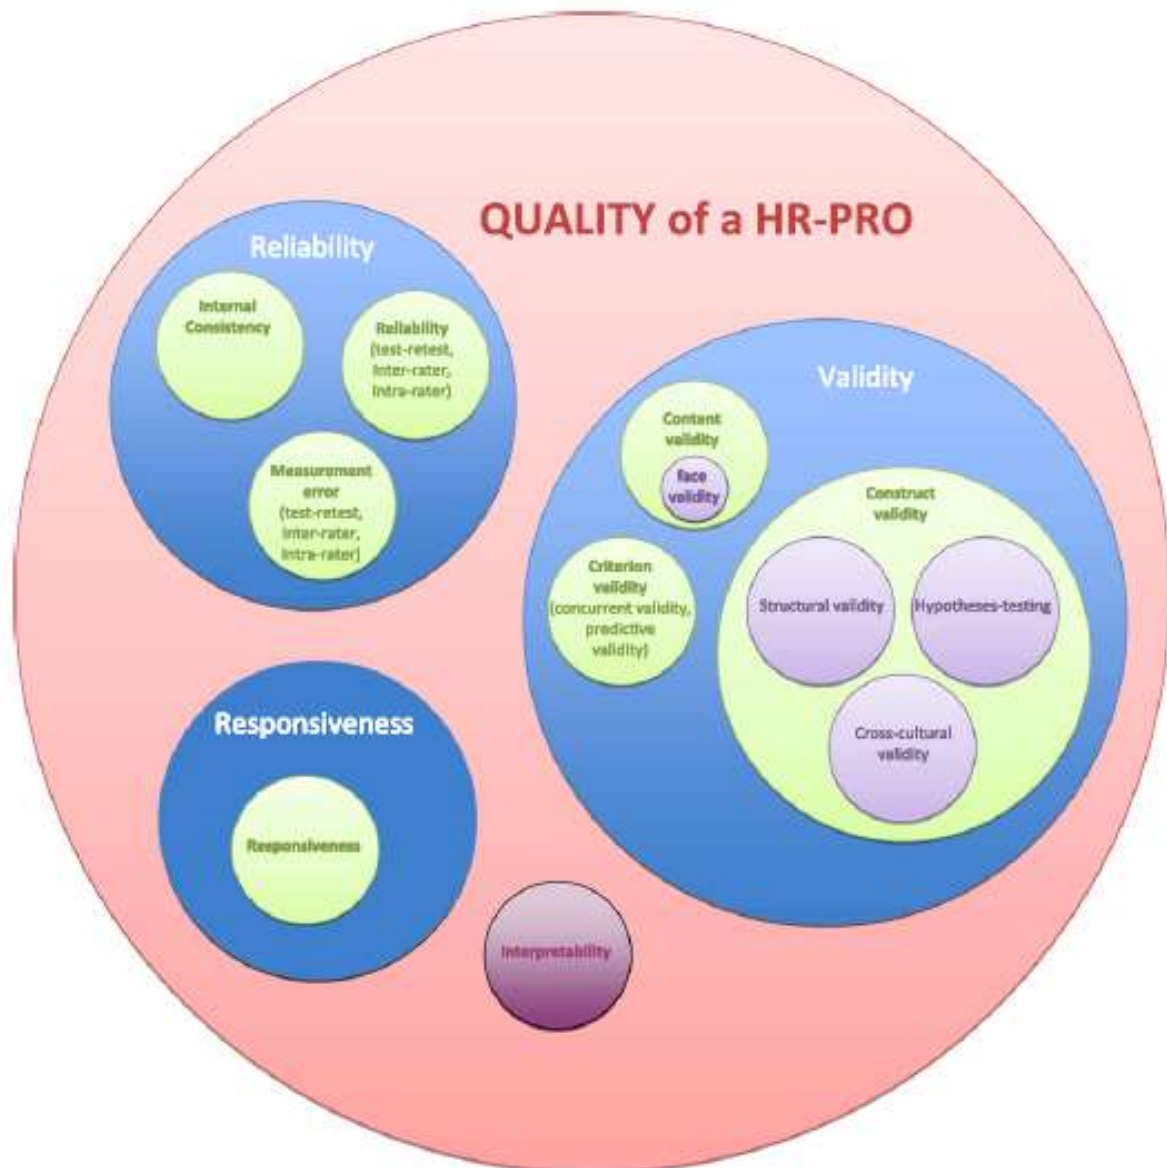 QUALITY of a HR-PRO
Reliability
Internal
Consistency
Reliability
(test-retest,
Inter-rater,
Intra-rater)
Measurement
error
(test-retest,
Inter-rater,
Intra-rater)
Validity
Content
validity
face
validity
Criterion
validity
(concurrent validity,
predictive
validity)
Construct
validity
Structural validity
Hypotheses-testing
Cross-cultural
validity
Responsiveness
Responsiveness
Interpretability